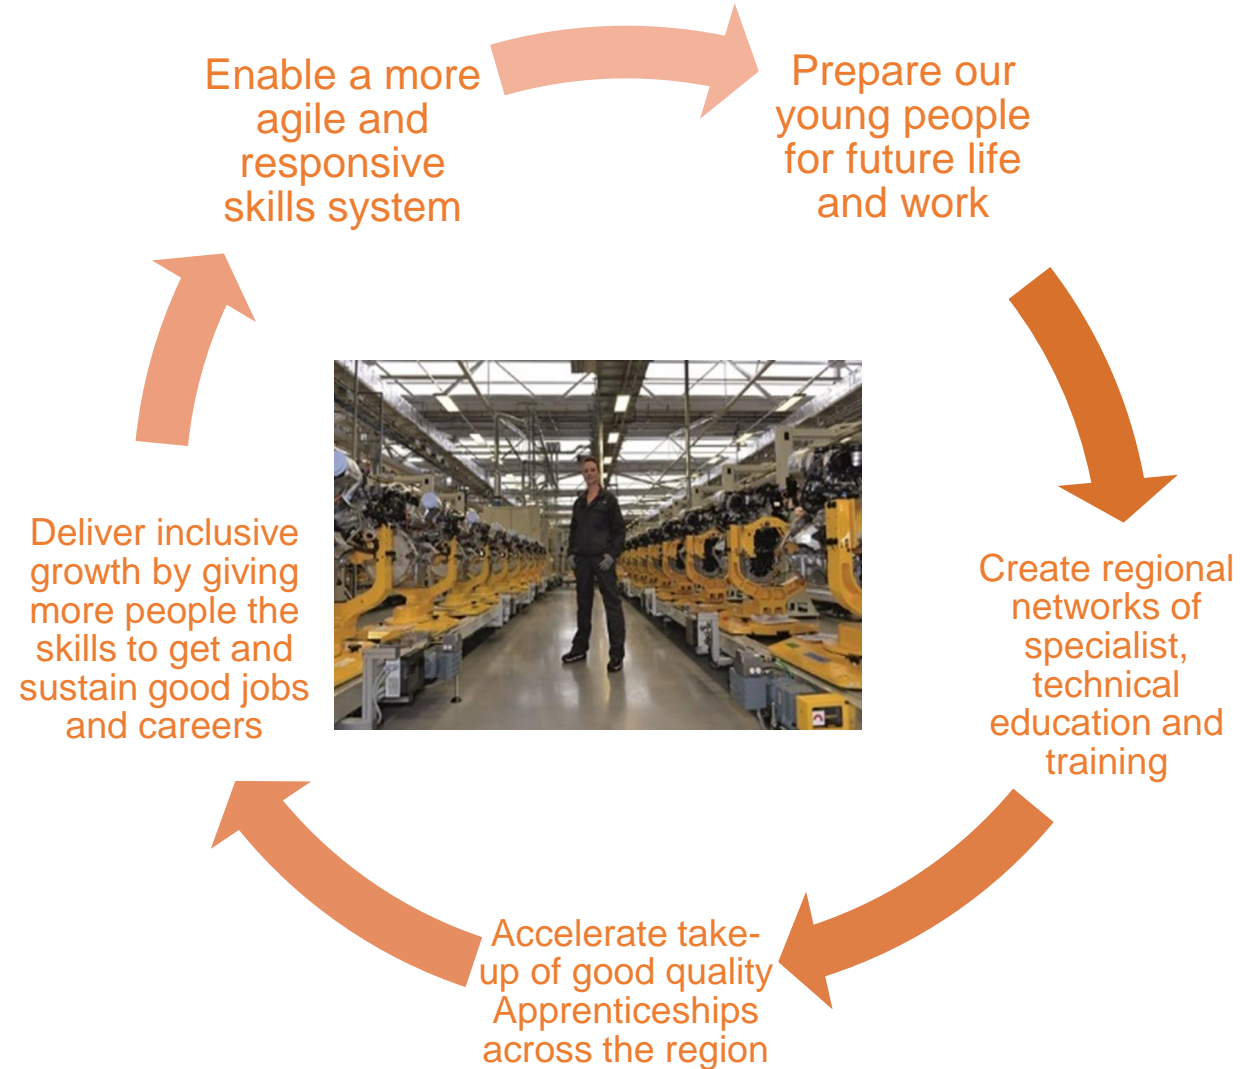 Enable a more
agile and
responsive
skills system
Prepare our
young people
for future life
and work
Create regional
networks of
specialist,
technical
education and
training
Accelerate take-
up of good quality
Apprenticeships
across the region
Deliver inclusive
growth by giving
more people the
skills to get and
sustain good jobs
and careers